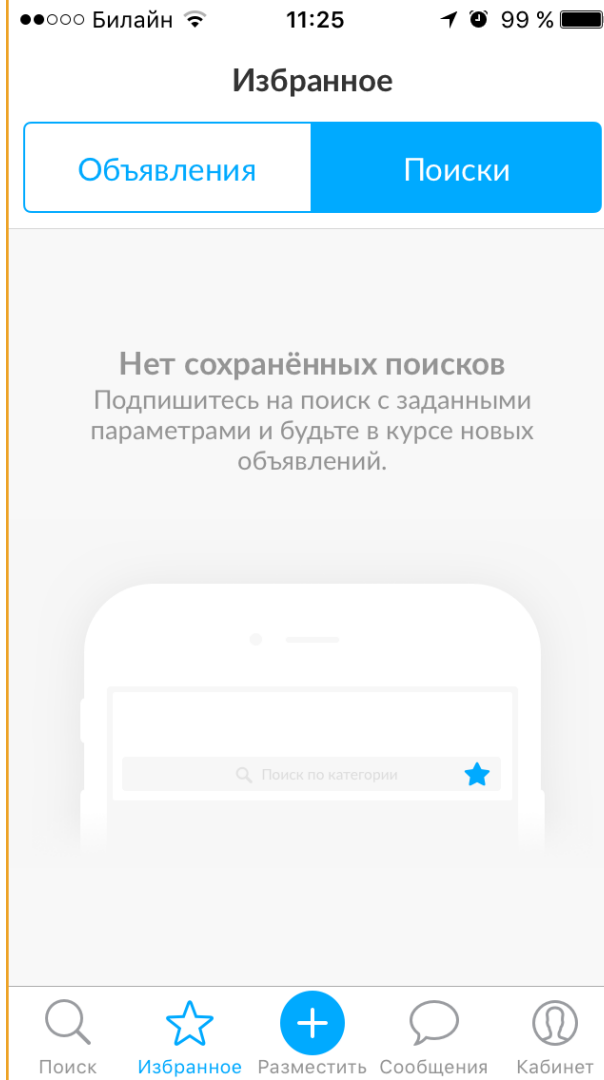 Билайн 11:25 99 %
Избранное
Объявления Поиски
Нет сохранённых поисков
Подпишитесь на поиск с заданными
параметрами и будьте в курсе новых
объявлений.
Поиск по категории
Поиск Избранное Разместить Сообщения Кабинет